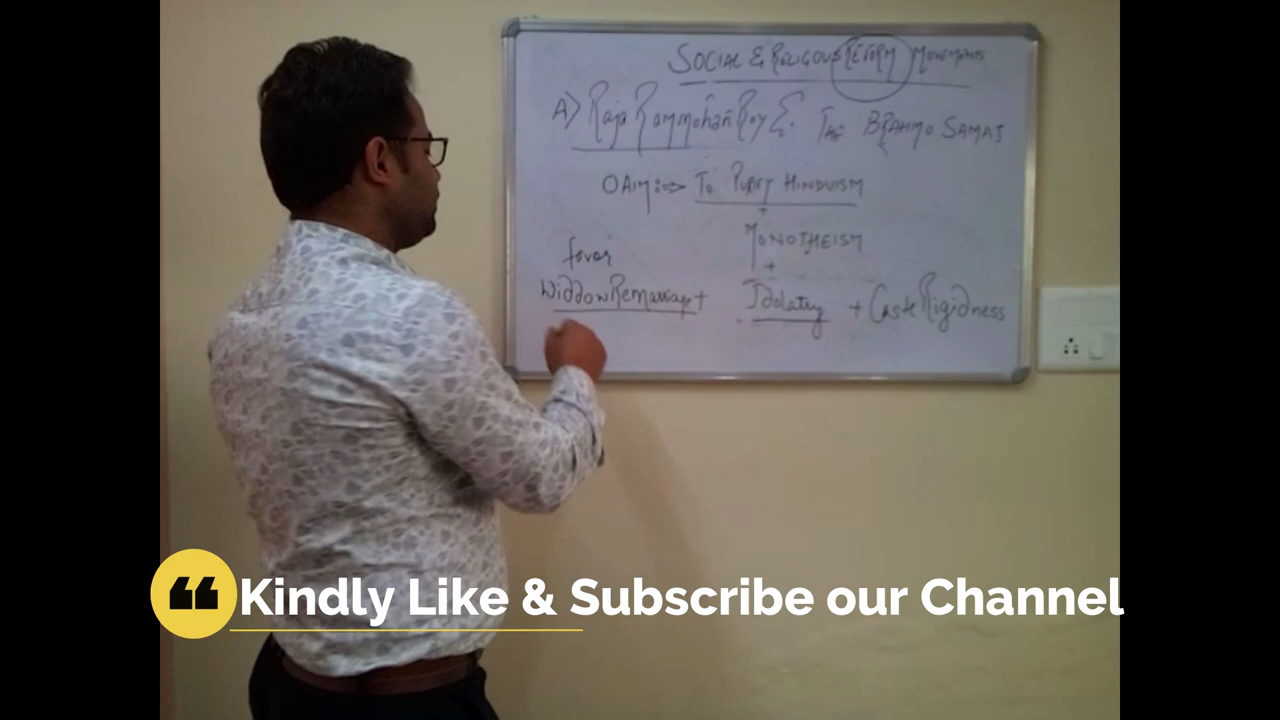 SOCIAL & RELIGIOUS REFORM MOVEMENTS
A) Raja Rammohan Roy & THE BRAHMO SAMAJ
O AIM :=> To PURIFY HINDUISM
+
MONOTHEISM
+
favor
Widdow Remarriage + Idolatry + Caste Rigidness
❝ Kindly Like & Subscribe our Channel